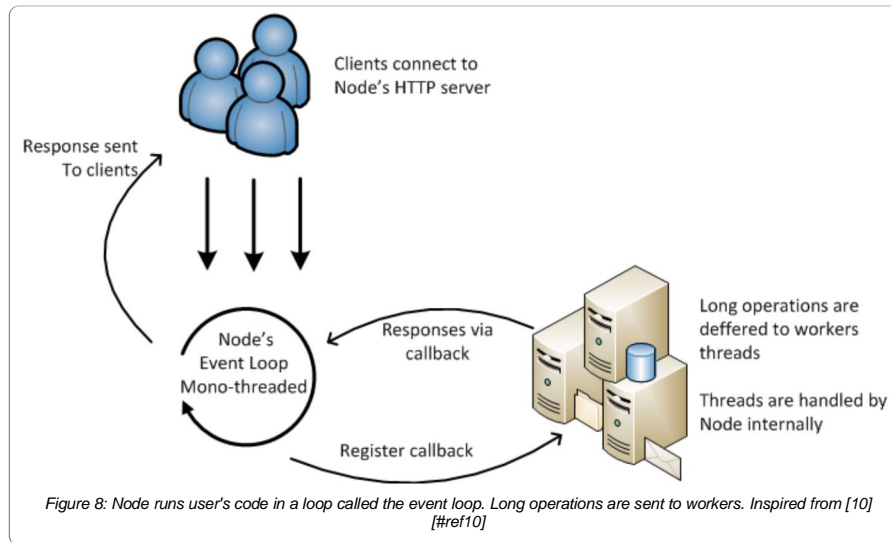 Clients connect to
Node's HTTP server
Response sent
To clients
Node's
Event Loop
Mono-threaded
Responses via
callback
Register callback
Long operations are
deffered to workers
threads
Threads are handled by
Node internally
Figure 8: Node runs user's code in a loop called the event loop. Long operations are sent to workers. Inspired from [10]
[#ref10]